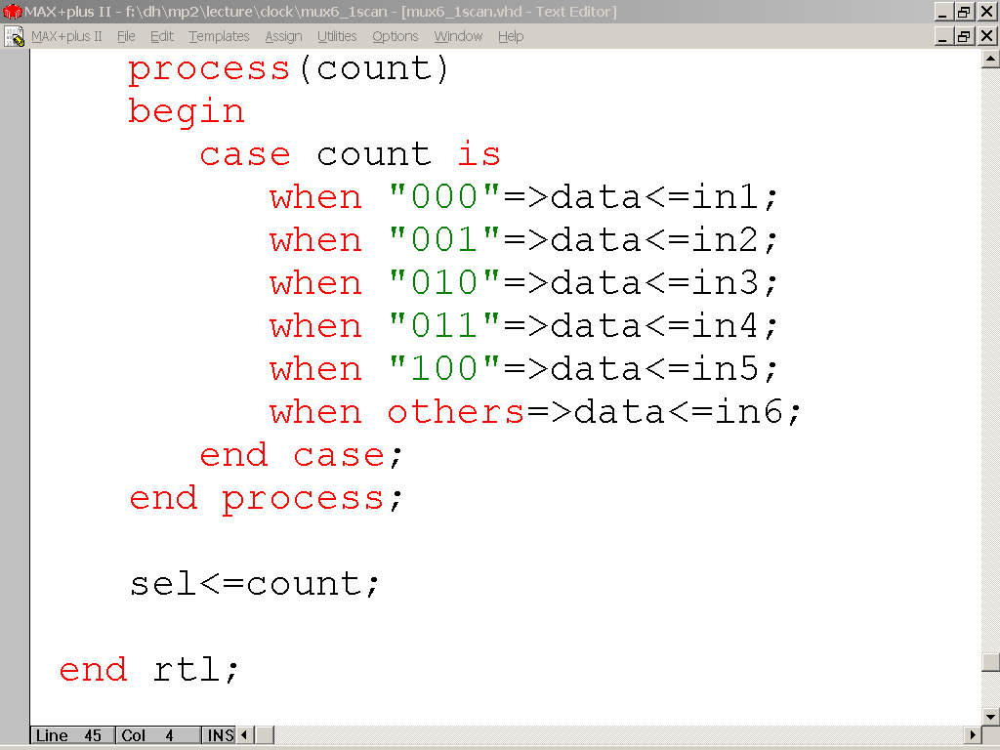 MAX+plus II - f:\dh\mp2\lecture\clock\mux6_1scan - [mux6_1scan.vhd - Text Editor]
MAX+plus II File Edit Templates Assign Utilities Options Window Help
process(count)
begin
case count is
when "000"=>data<=in1;
when "001"=>data<=in2;
when "010"=>data<=in3;
when "011"=>data<=in4;
when "100"=>data<=in5;
when others=>data<=in6;
end case;
end process;
sel<=count;
end rtl;
Line 45 Col 4 INS